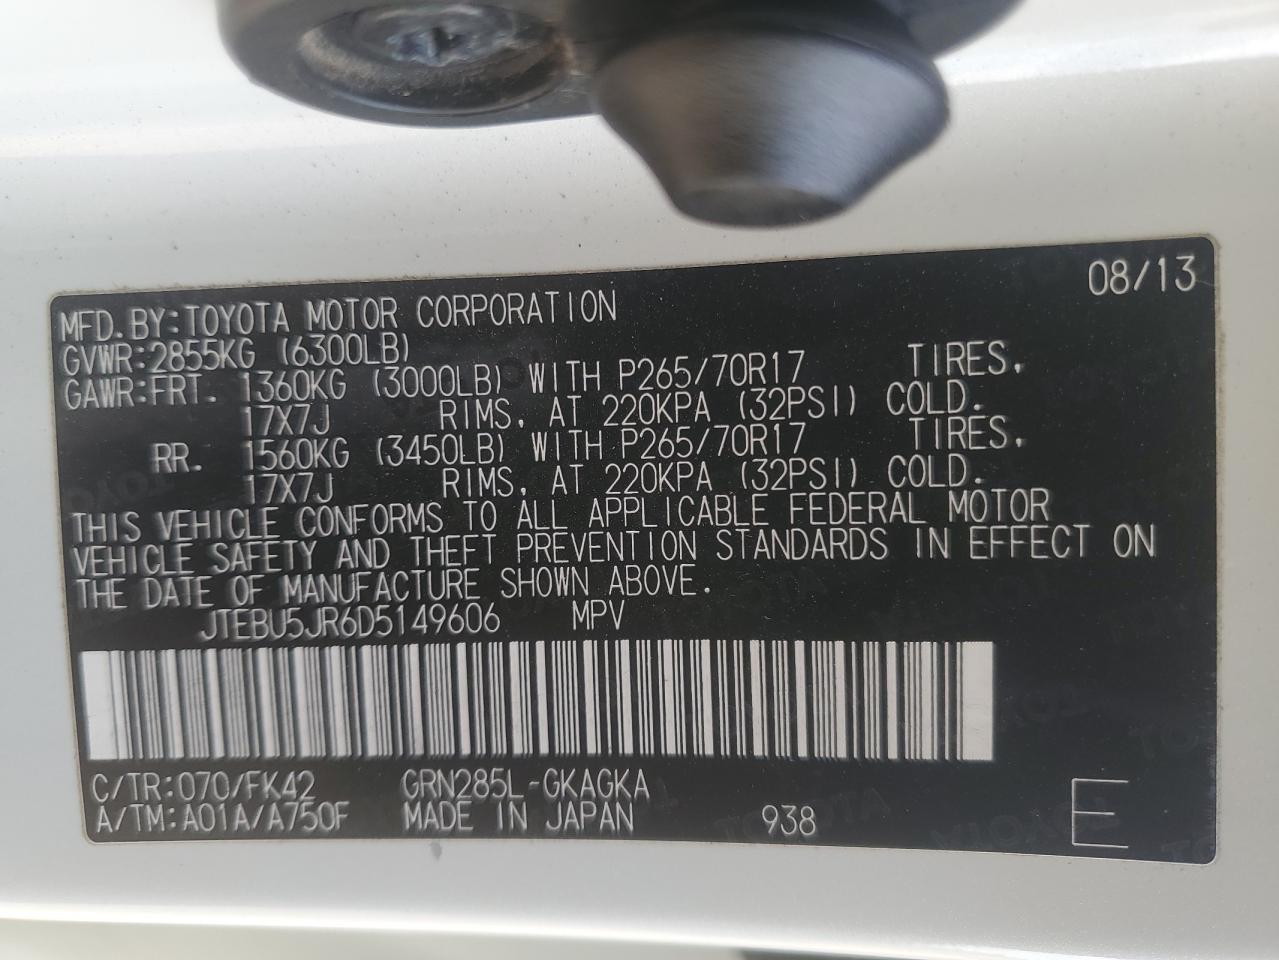 08/13
MFD.BY:TOYOTA MOTOR CORPORATION
GVWR:2855KG (6300LB)
GAWR:FRT. 1360KG (3000LB) WITH P265/70R17 TIRES.
17X7J RIMS, AT 220KPA (32PSI) COLD.
RR. 1560KG (3450LB) WITH P265/70R17 TIRES.
17X7J RIMS, AT 220KPA (32PSI) COLD.
THIS VEHICLE CONFORMS TO ALL APPLICABLE FEDERAL MOTOR
VEHICLE SAFETY AND THEFT PREVENTION STANDARDS IN EFFECT ON
THE DATE OF MANUFACTURE SHOWN ABOVE.
JTEBU5JR6D5149606 MPV
C/TR:070/FK42 GRN285L-GKAGKA
A/TM:A01A/A750F MADE IN JAPAN 938 E